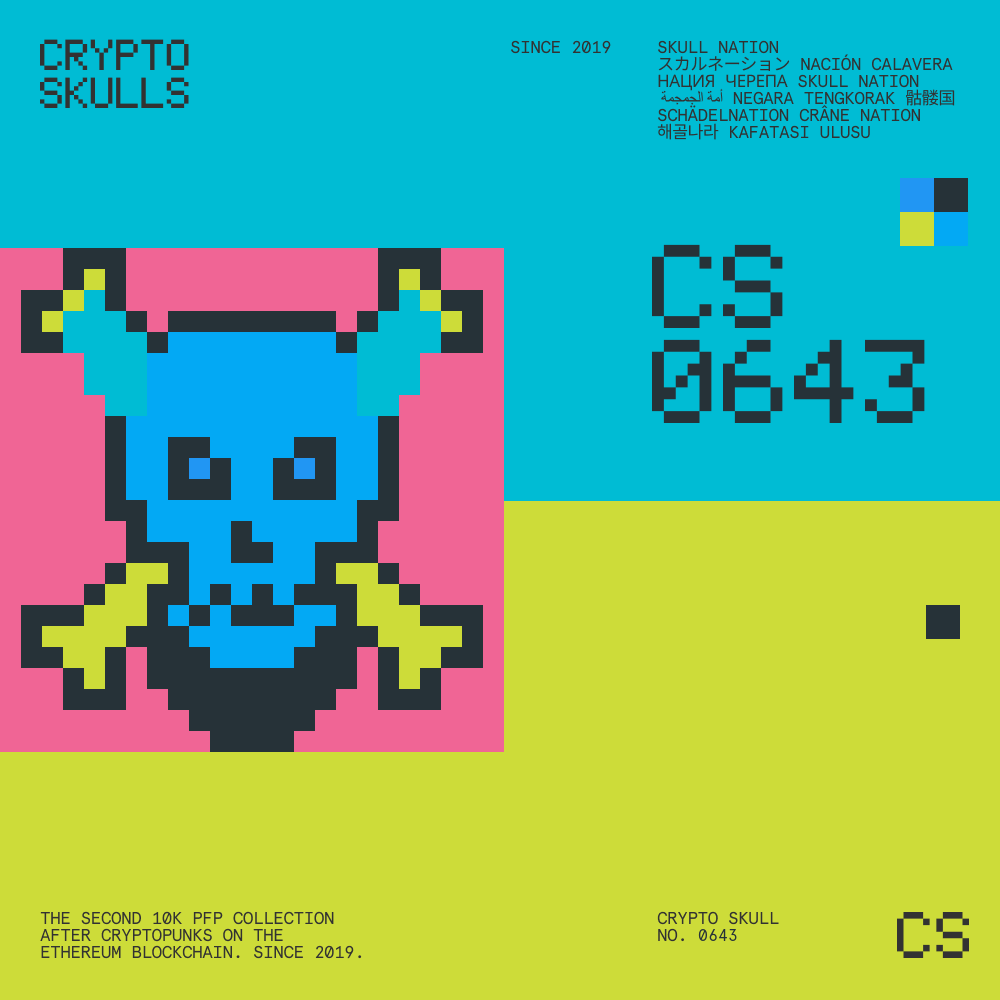 CRYPTO
SKULLS
SINCE 2019
SKULL NATION
スカルネーション NACIÓN CALAVERA
НАЦИЯ ЧЕРЕПА SKULL NATION
أمة الجمجمة NEGARA TENGKORAK 骷髅国
SCHÄDELNATION CRÂNE NATION
해골나라 KAFATASI ULUSU
CS
0643
THE SECOND 10K PFP COLLECTION
AFTER CRYPTOPUNKS ON THE
ETHEREUM BLOCKCHAIN. SINCE 2019.
CRYPTO SKULL
NO. 0643
CS